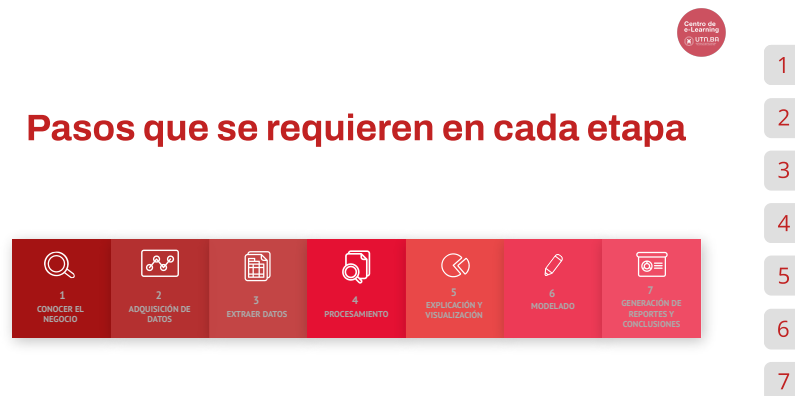 Centro de
e-Learning
UTN.BA
Pasos que se requieren en cada etapa
1
CONOCER EL
NEGOCIO
2
ADQUISICIÓN DE
DATOS
3
EXTRAER DATOS
4
PROCESAMIENTO
5
EXPLICACIÓN Y
VISUALIZACIÓN
6
MODELADO
7
GENERACIÓN DE
REPORTES Y
CONCLUSIONES
1
2
3
4
5
6
7